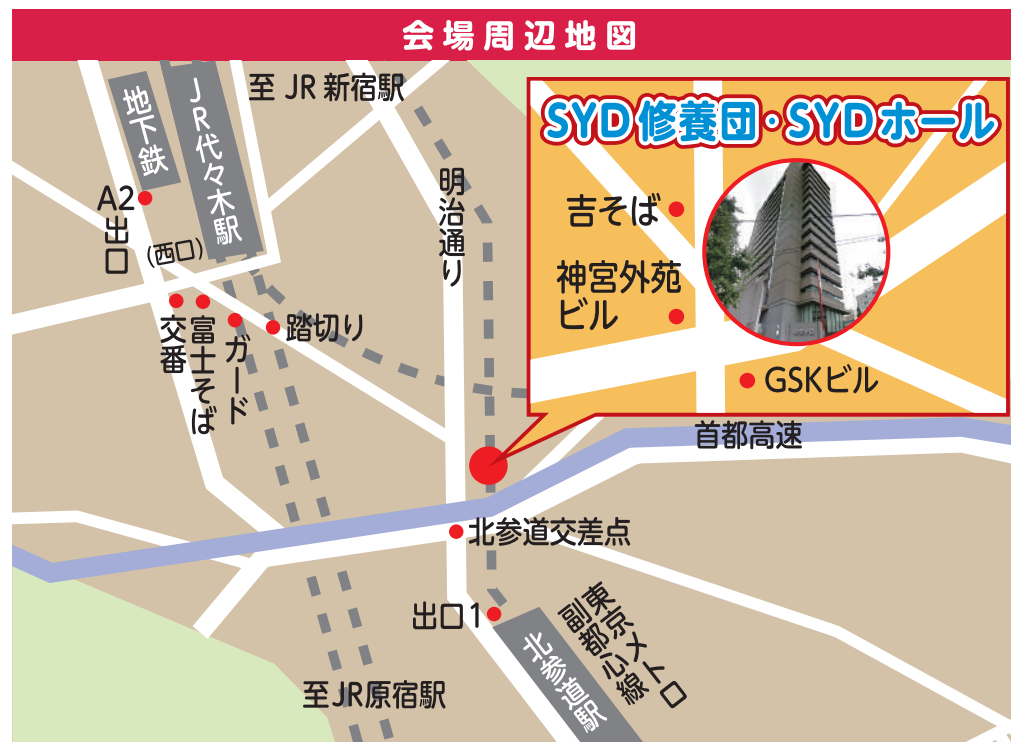 会場周辺地図
至 JR 新宿駅
地下鉄
JR代々木駅
A2
出口
(西口)
明治通り
SYD修養団・SYDホール
吉そば
神宮外苑
ビル
GSKビル
交番
富士そば
ガード
踏切り
首都高速
北参道交差点
出口1
北参道駅
東京メトロ
副都心線
至JR原宿駅